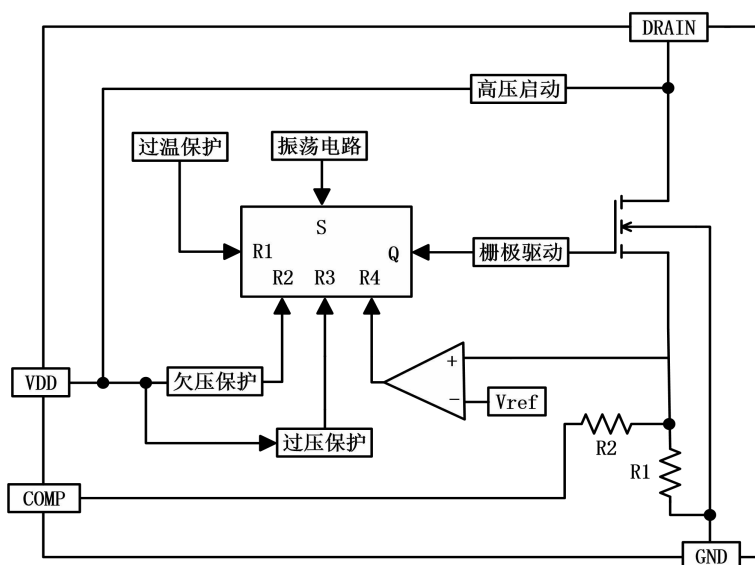 DRAIN
高压启动
过温保护
振荡电路
S
R1
Q
栅极驱动
R2 R3 R4
+
VDD
欠压保护
−
Vref
过压保护
R2
R1
COMP
GND